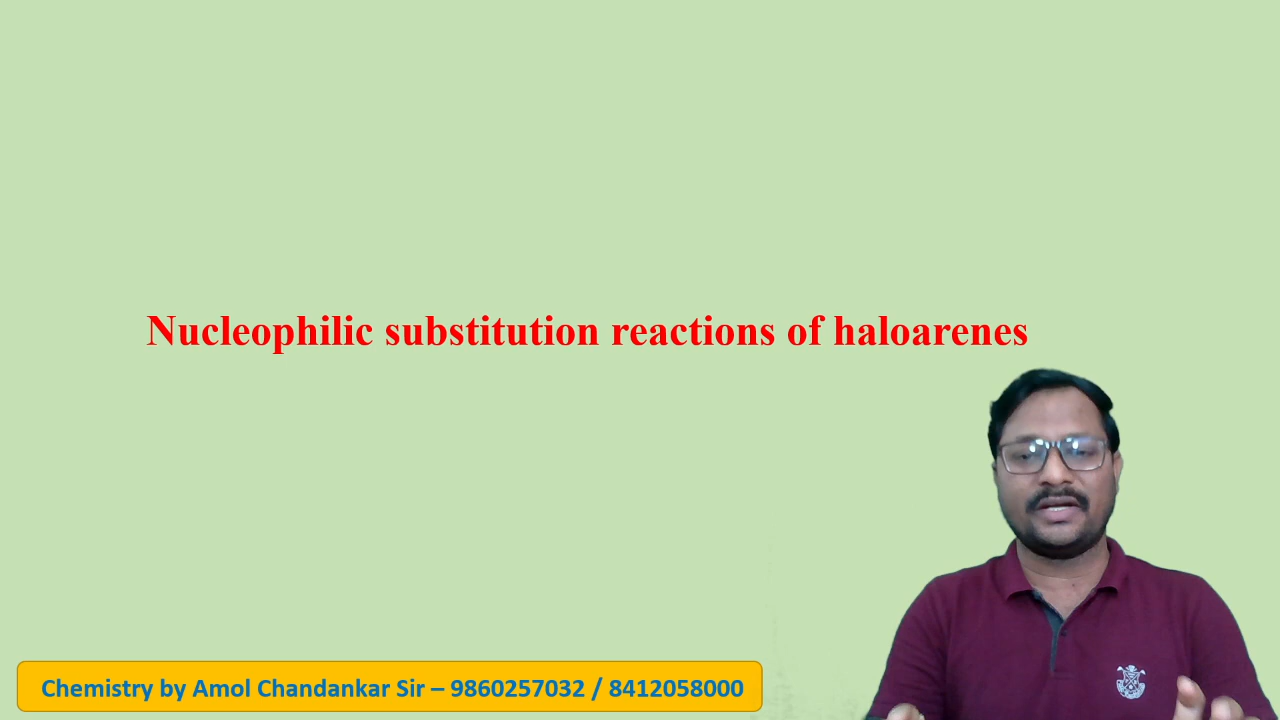 Nucleophilic substitution reactions of haloarenes
Chemistry by Amol Chandankar Sir – 9860257032 / 8412058000